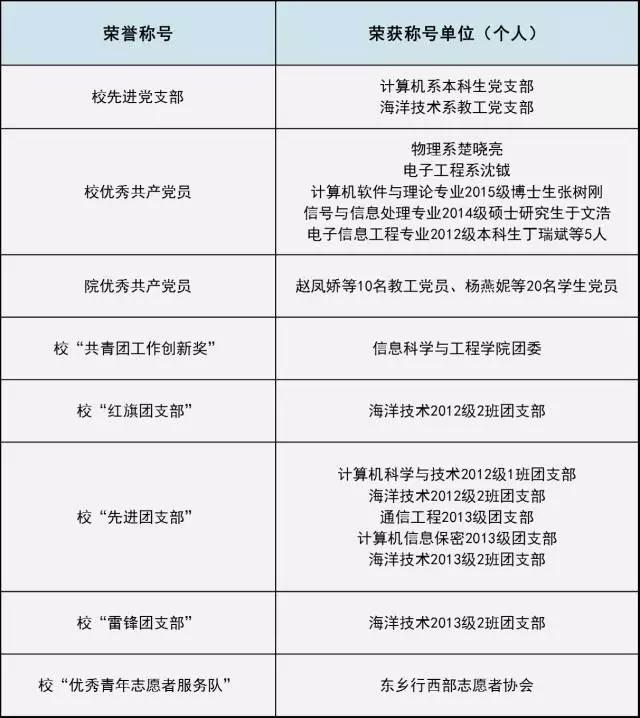 荣誉称号
荣获称号单位（个人）
校先进党支部
计算机系本科生党支部
海洋技术系教工党支部
校优秀共产党员
物理系楚晓亮
电子工程系沈钺
计算机软件与理论专业2015级博士生张树刚
信号与信息处理专业2014级硕士研究生于文浩
电子信息工程专业2012级本科生丁瑞斌等5人
院优秀共产党员
赵凤娇等10名教工党员、杨燕妮等20名学生党员
校“共青团工作创新奖”
信息科学与工程学院团委
校“红旗团支部”
海洋技术2012级2班团支部
校“先进团支部”
计算机科学与技术2012级1班团支部
海洋技术2012级2班团支部
通信工程2013级团支部
计算机信息保密2013级团支部
海洋技术2013级2班团支部
校“雷锋团支部”
海洋技术2013级2班团支部
校“优秀青年志愿者服务队”
东乡行西部志愿者协会